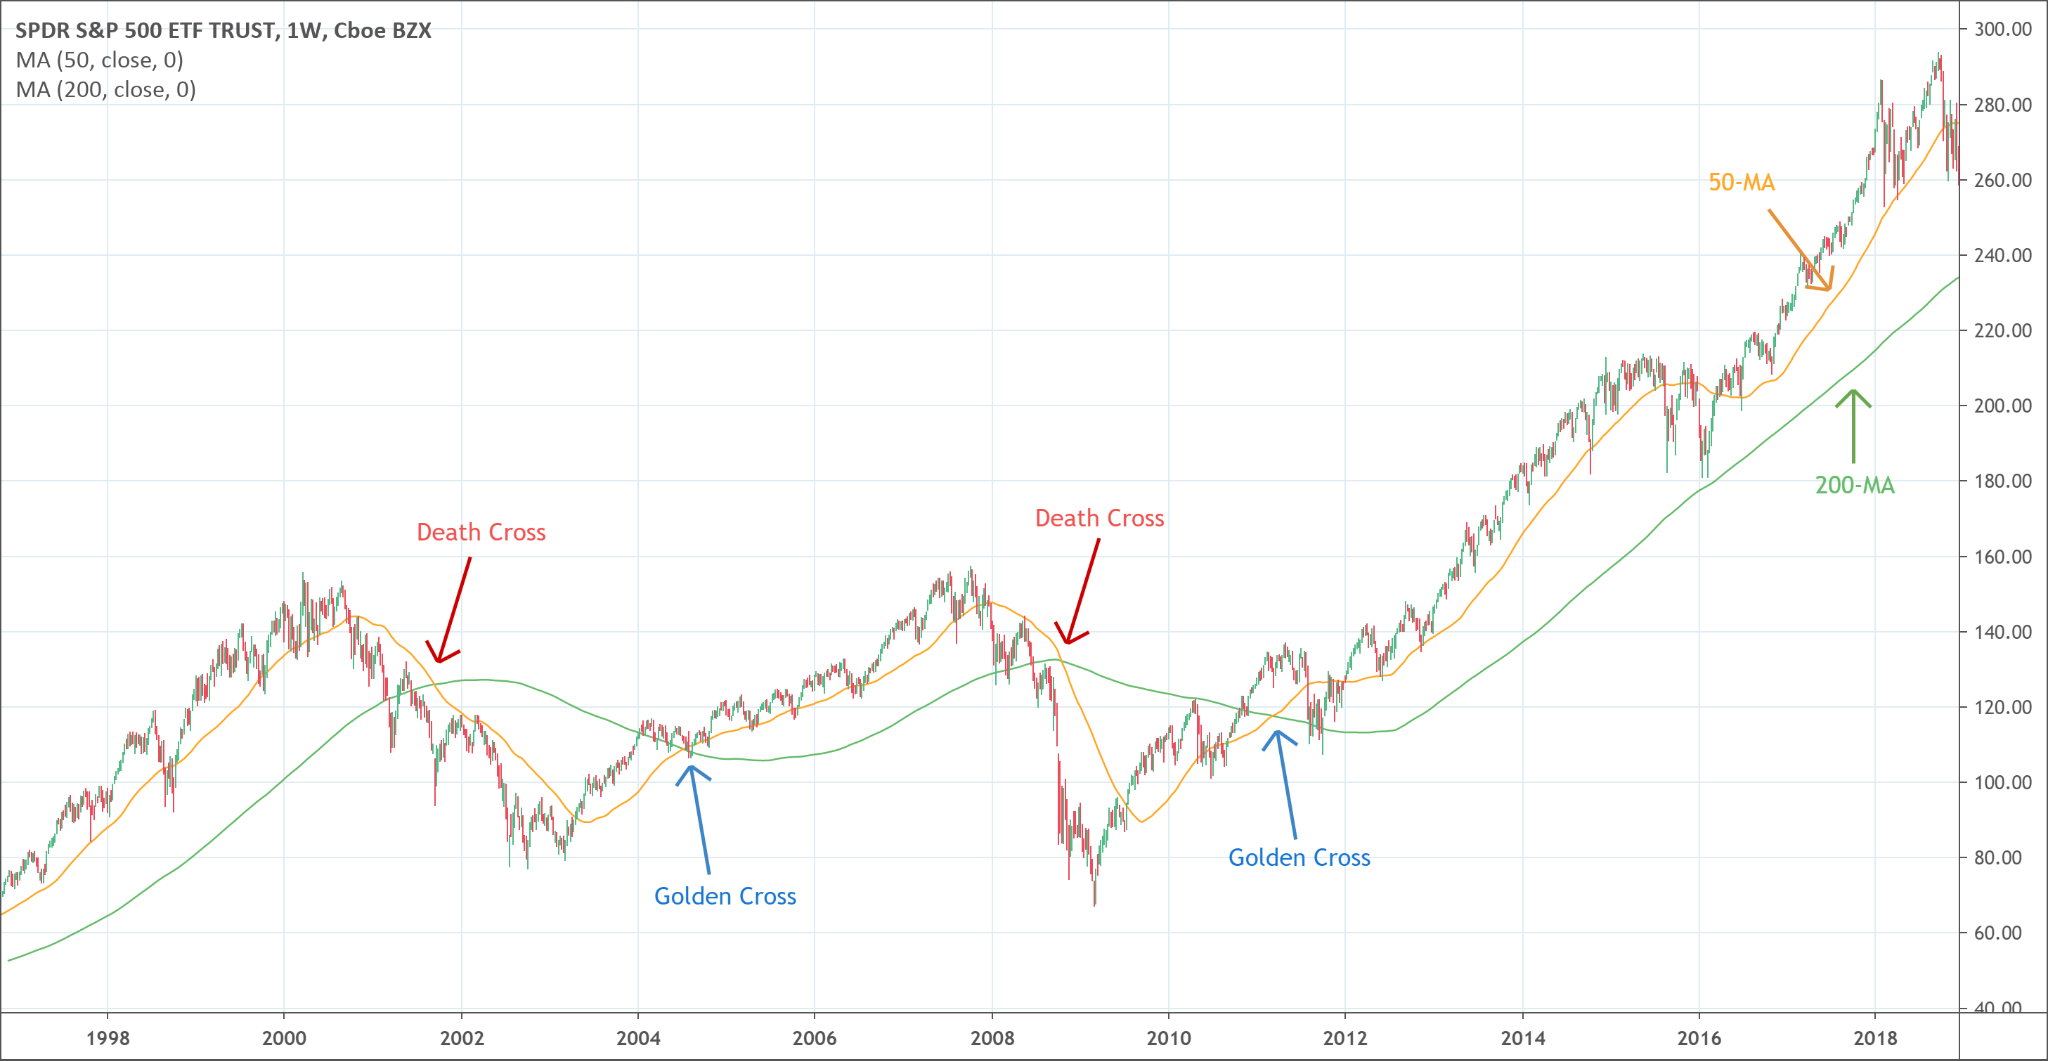 SPDR S&P 500 ETF TRUST, 1W, Cboe BZX
MA (50, close, 0)
MA (200, close, 0)
300.00
280.00
260.00
240.00
220.00
200.00
180.00
160.00
140.00
120.00
100.00
80.00
60.00
40.00
50-MA
200-MA
Death Cross
Death Cross
Golden Cross
Golden Cross
1998
2000
2002
2004
2006
2008
2010
2012
2014
2016
2018